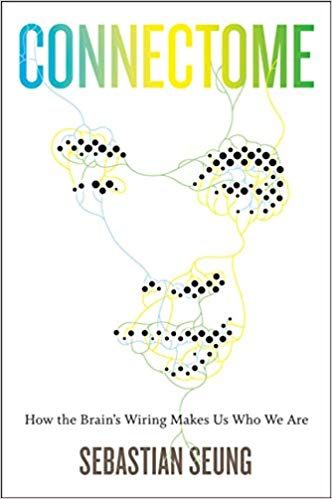 CONNECTOME
How the Brain's Wiring Makes Us Who We Are
SEBASTIAN SEUNG